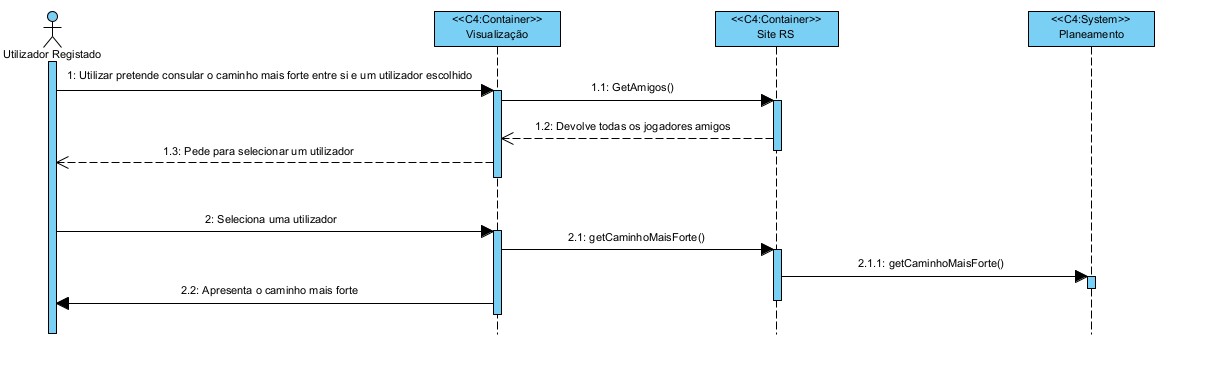 <<C4:Container>>
Visualização
<<C4:Container>>
Site RS
<<C4:System>>
Planeamento
Utilizador Registado
1: Utilizar pretende consular o caminho mais forte entre si e um utilizador escolhido
1.1: GetAmigos()
1.2: Devolve todas os jogadores amigos
1.3: Pede para selecionar um utilizador
2: Seleciona uma utilizador
2.1: getCaminhoMaisForte()
2.1.1: getCaminhoMaisForte()
2.2: Apresenta o caminho mais forte